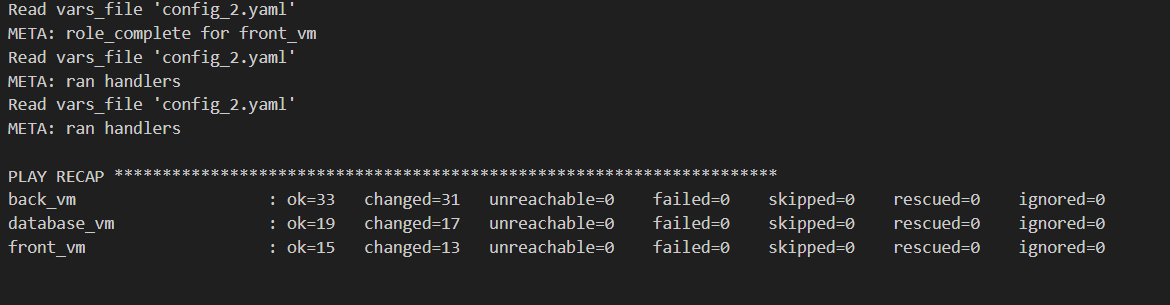 Read vars_file 'config_2.yaml'
META: role_complete for front_vm
Read vars_file 'config_2.yaml'
META: ran handlers
Read vars_file 'config_2.yaml'
META: ran handlers
PLAY RECAP *********************************************************************
back_vm : ok=33 changed=31 unreachable=0 failed=0 skipped=0 rescued=0 ignored=0
database_vm : ok=19 changed=17 unreachable=0 failed=0 skipped=0 rescued=0 ignored=0
front_vm : ok=15 changed=13 unreachable=0 failed=0 skipped=0 rescued=0 ignored=0